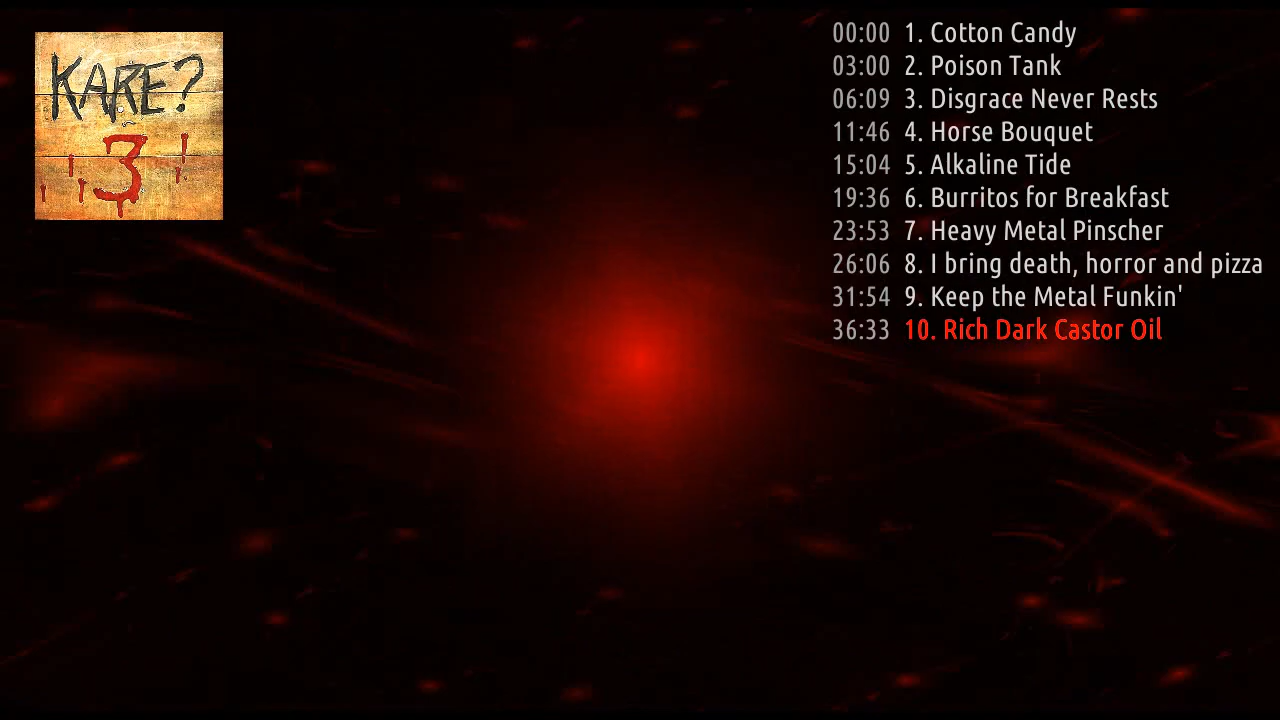 KARE?
3
00:00 1. Cotton Candy
03:00 2. Poison Tank
06:09 3. Disgrace Never Rests
11:46 4. Horse Bouquet
15:04 5. Alkaline Tide
19:36 6. Burritos for Breakfast
23:53 7. Heavy Metal Pinscher
26:06 8. I bring death, horror and pizza
31:54 9. Keep the Metal Funkin'
36:33 10. Rich Dark Castor Oil